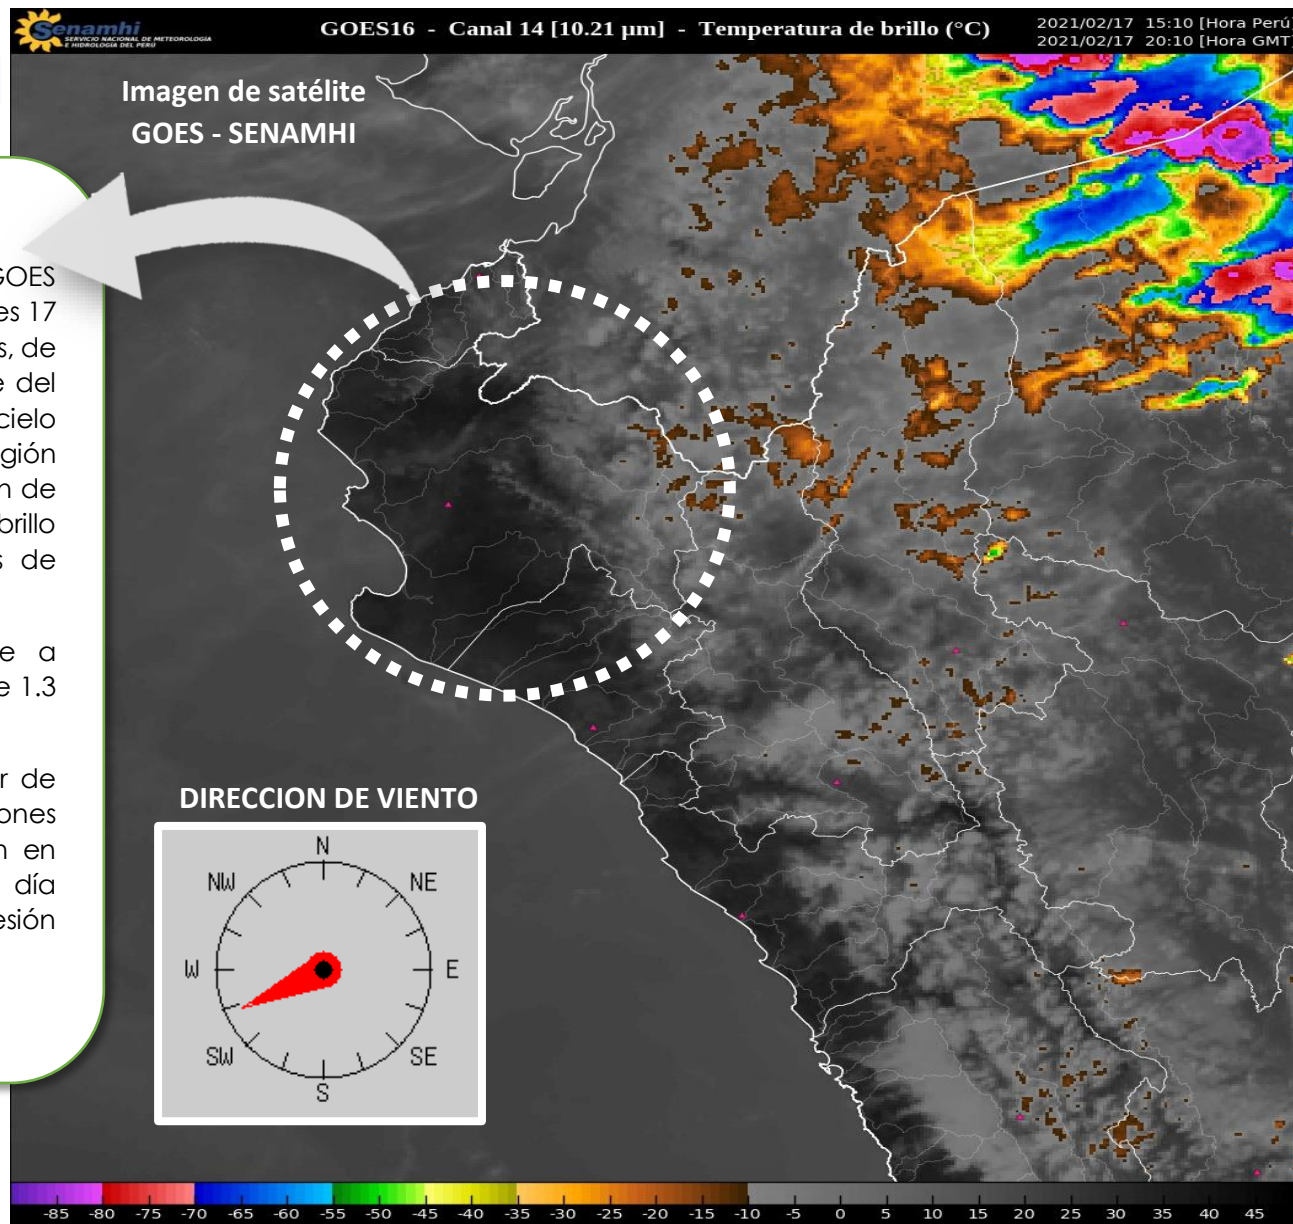 Senamhi
SERVICIO NACIONAL DE METEOROLOGIA
E HIDROLOGIA DEL PERÚ
GOES16 - Canal 14 [10.21 µm] - Temperatura de brillo (°C)
2021/02/17 15:10 [Hora Perú]
2021/02/17 20:10 [Hora GMT]
Imagen de satélite
GOES - SENAMHI
GOES
es 17
s, de
e del
cielo
gión
n de
brillo
s de
e a
e 1.3
r de
ones
n en
día
esión
DIRECCION DE VIENTO
N
NW NE
W E
SW SE
S
-85 -80 -75 -70 -65 -60 -55 -50 -45 -40 -35 -30 -25 -20 -15 -10 -5 0 5 10 15 20 25 30 35 40 45